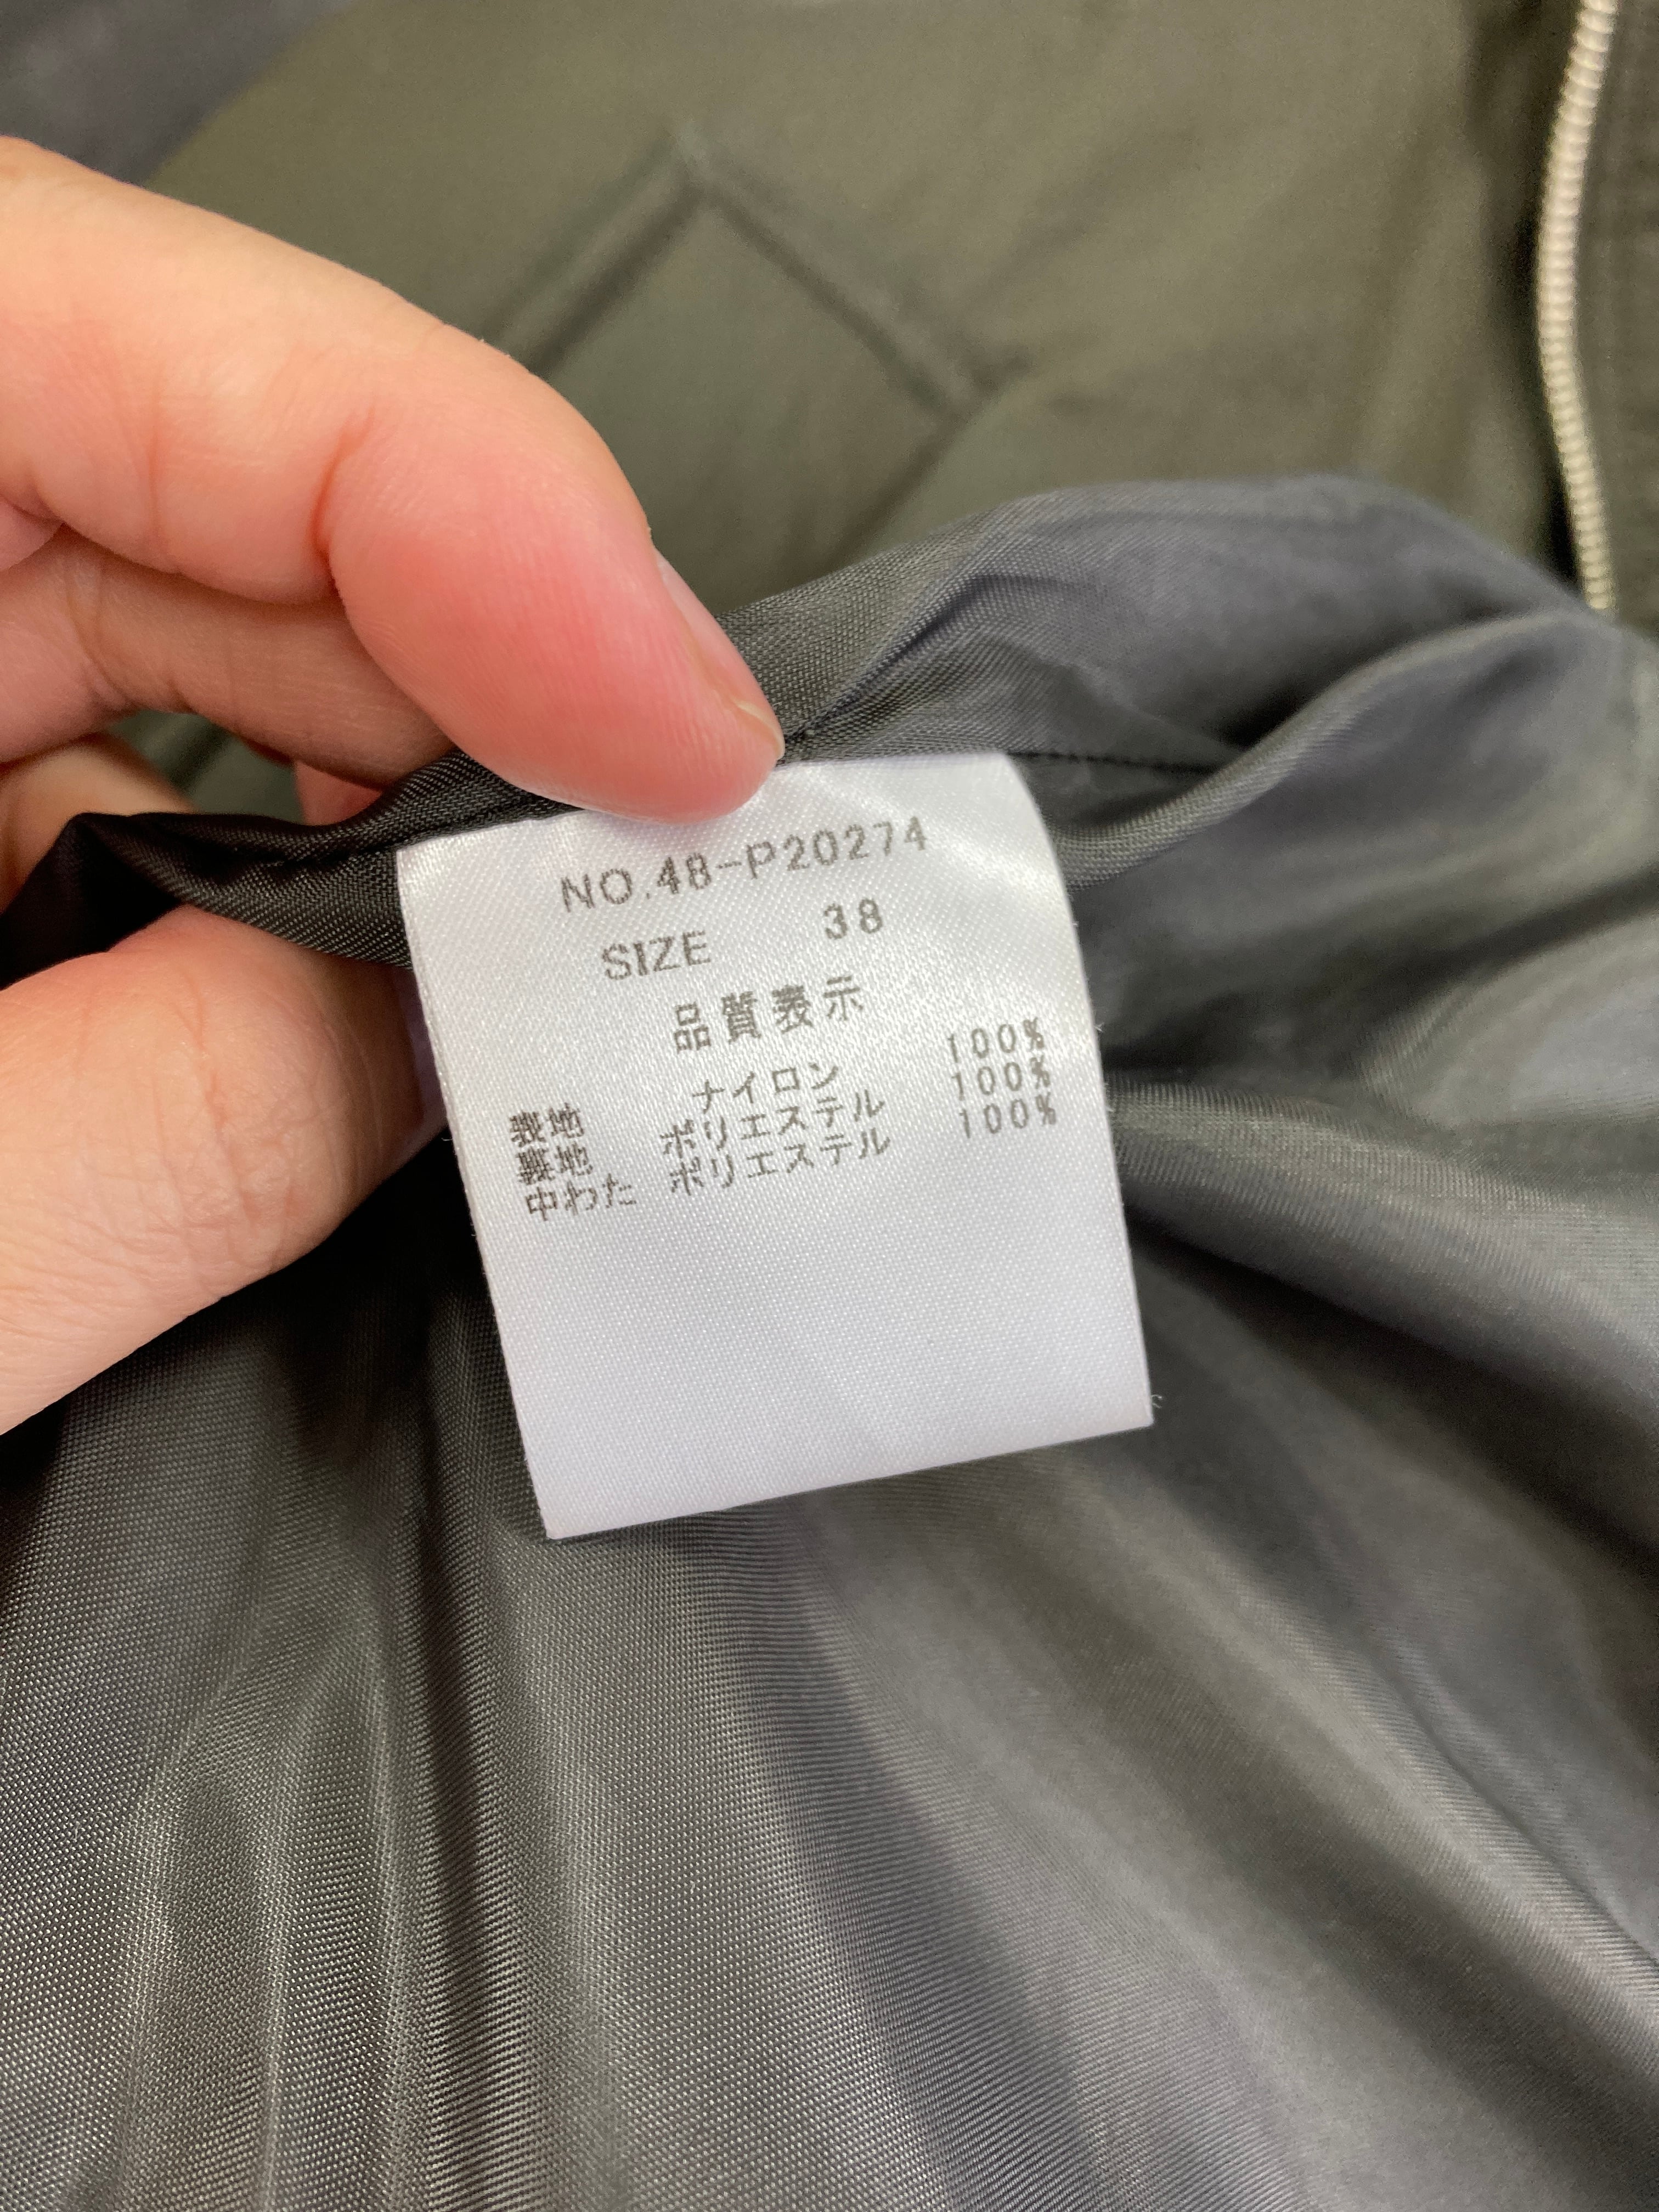 NO.48-P20274
SIZE 38
品質表示
表地 ナイロン 100%
裏地 ポリエステル 100%
中わた ポリエステル 100%